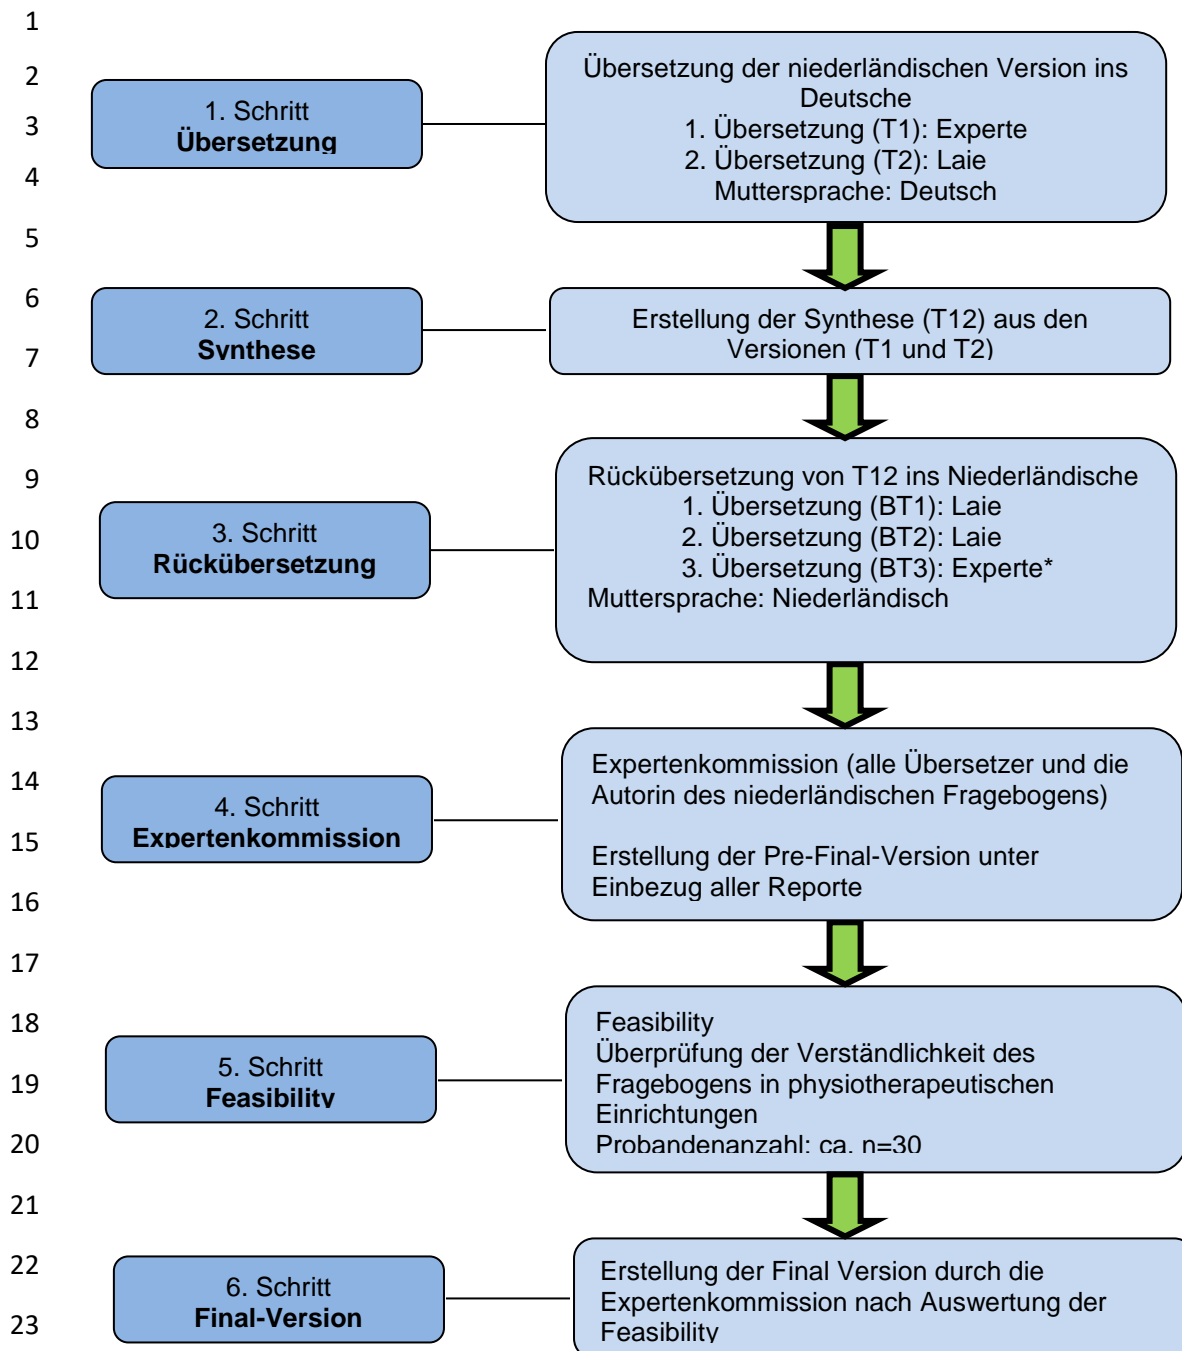 1
2
3
4
5
6
7
8
9
10
11
12
13
14
15
16
17
18
19
20
21
22
23
1. Schritt
Übersetzung
Übersetzung der niederländischen Version ins
Deutsche
1. Übersetzung (T1): Experte
2. Übersetzung (T2): Laie
Muttersprache: Deutsch
2. Schritt
Synthese
Erstellung der Synthese (T12) aus den
Versionen (T1 und T2)
3. Schritt
Rückübersetzung
Rückübersetzung von T12 ins Niederländische
1. Übersetzung (BT1): Laie
2. Übersetzung (BT2): Laie
3. Übersetzung (BT3): Experte*
Muttersprache: Niederländisch
4. Schritt
Expertenkommission
Expertenkommission (alle Übersetzer und die
Autorin des niederländischen Fragebogens)
Erstellung der Pre-Final-Version unter
Einbezug aller Reporte
5. Schritt
Feasibility
Feasibility
Überprüfung der Verständlichkeit des
Fragebogens in physiotherapeutischen
Einrichtungen
Probandenanzahl: ca. n=30
6. Schritt
Final-Version
Erstellung der Final Version durch die
Expertenkommission nach Auswertung der
Feasibility